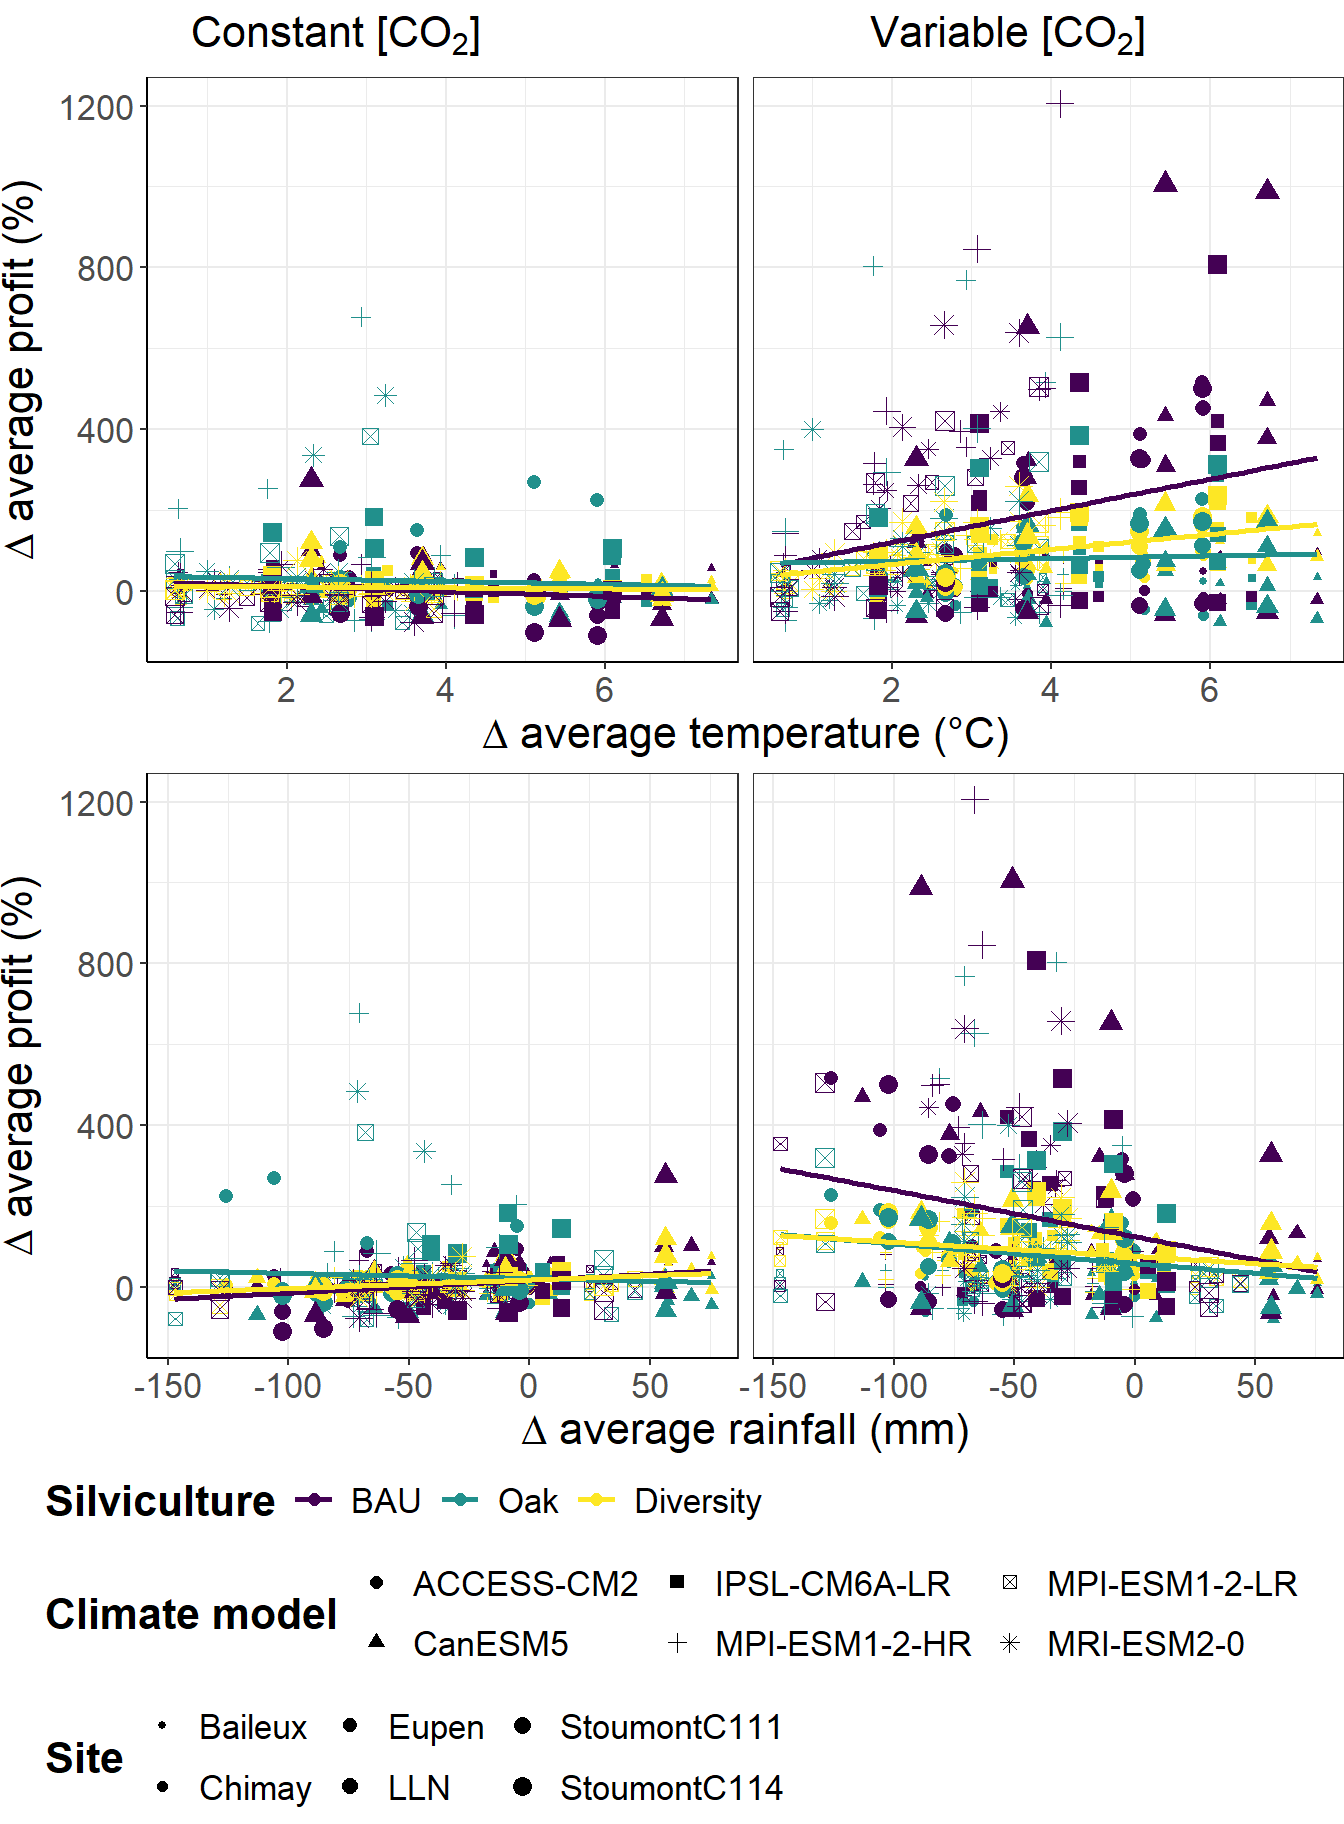 Constant [CO₂] Variable [CO₂]
Δ average profit (%)
1200
800
400
0
2 4 6 2 4 6
Δ average temperature (°C)
Δ average profit (%)
1200
800
400
0
-150 -100 -50 0 50 -150 -100 -50 0 50
Δ average rainfall (mm)
Silviculture BAU Oak Diversity
Climate model
ACCESS-CM2 IPSL-CM6A-LR MPI-ESM1-2-LR
CanESM5 MPI-ESM1-2-HR MRI-ESM2-0
Site
Baileux Eupen StoumontC111
Chimay LLN StoumontC114